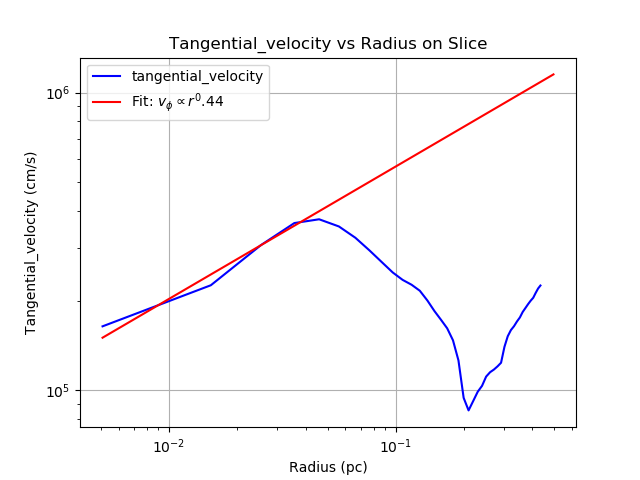 Tangential_velocity vs Radius on Slice
tangential_velocity
Fit: $v_\phi \propto r^0.44$
10^6
10^5
Tangential_velocity (cm/s)
10^{-2}
10^{-1}
Radius (pc)